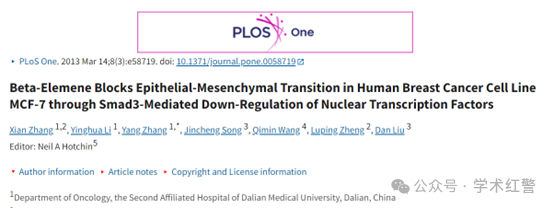 PLOS One
PLoS One. 2013 Mar 14;8(3):e58719. doi: 10.1371/journal.pone.0058719
Beta-Elemene Blocks Epithelial-Mesenchymal Transition in Human Breast Cancer Cell Line
MCF-7 through Smad3-Mediated Down-Regulation of Nuclear Transcription Factors
Xian Zhang 1,2, Yinghua Li 1, Yang Zhang 1,*, Jincheng Song 3, Qimin Wang 4, Luping Zheng 2, Dan Liu 3
Editor: Neil A Hotchin5
Author information Article notes Copyright and License information
1Department of Oncology, the Second Affiliated Hospital of Dalian Medical University, Dalian, China
公众号 · 学术红警